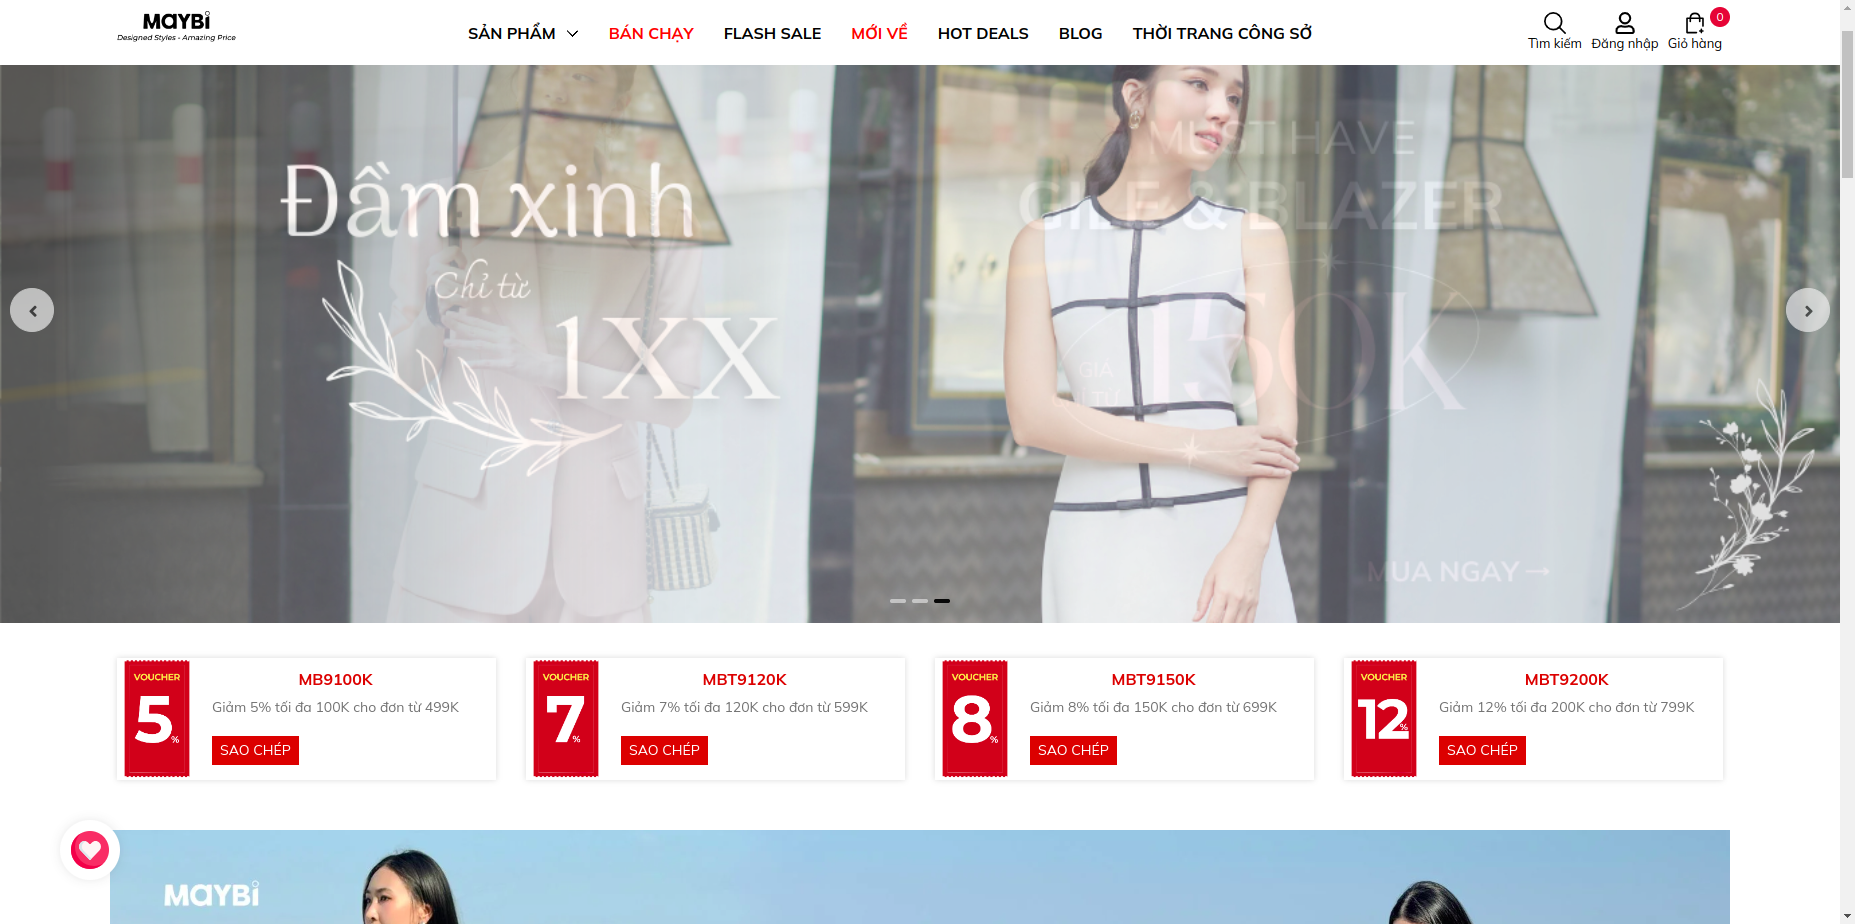 MAYBi
Designed Styles - Amazing Price
SẢN PHẨM
BÁN CHẠY
FLASH SALE
MỚI VỀ
HOT DEALS
BLOG
THỜI TRANG CÔNG SỞ
Tìm kiếm
Đăng nhập
0
Giỏ hàng
Đầm xinh
Chỉ từ
1XX
MUST HAVE
GILE & BLAZER
GIÁ
CHỈ TỪ
150K
MUA NGAY
VOUCHER
5%
MB9100K
Giảm 5% tối đa 100K cho đơn từ 499K
SAO CHÉP
VOUCHER
7%
MBT9120K
Giảm 7% tối đa 120K cho đơn từ 599K
SAO CHÉP
VOUCHER
8%
MBT9150K
Giảm 8% tối đa 150K cho đơn từ 699K
SAO CHÉP
VOUCHER
12%
MBT9200K
Giảm 12% tối đa 200K cho đơn từ 799K
SAO CHÉP
MAYBi